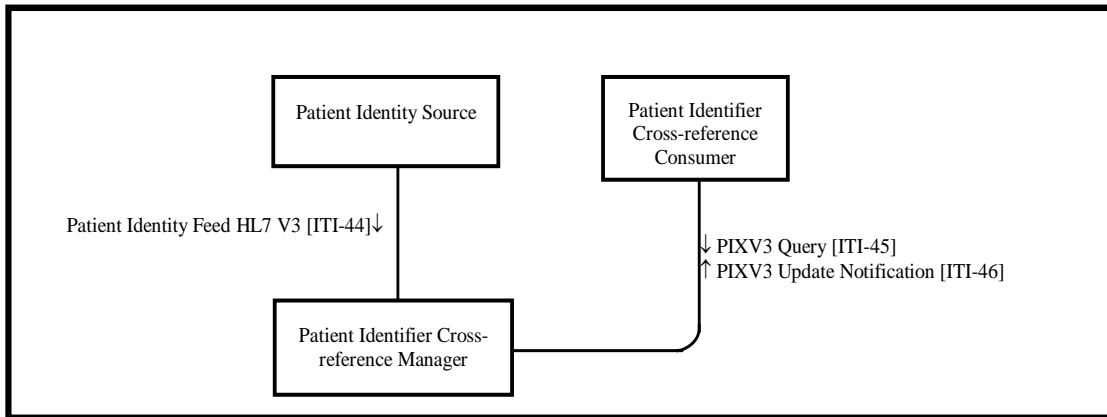 Patient Identity Source
Patient Identifier
Cross-reference
Consumer
Patient Identity Feed HL7 V3 [ITI-44]↓
↓ PIXV3 Query [ITI-45]
↑ PIXV3 Update Notification [ITI-46]
Patient Identifier Cross-
reference Manager